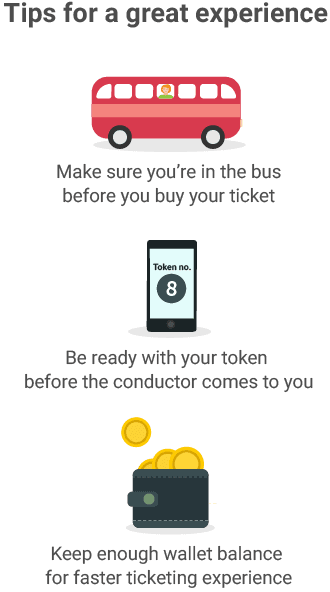 Tips for a great experience
Make sure you're in the bus
before you buy your ticket
Token no.
8
Be ready with your token
before the conductor comes to you
Keep enough wallet balance
for faster ticketing experience